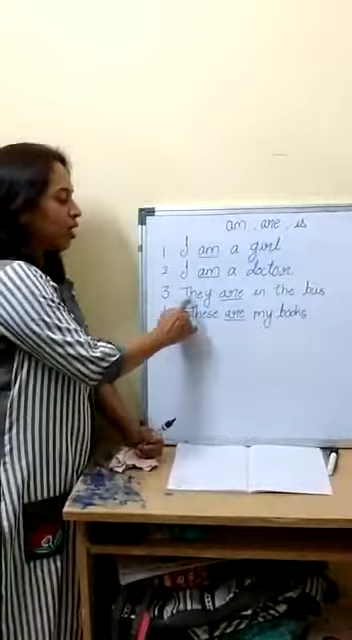 am , are , is
1 I am a girl
2 I am a doctor
3 They are in the bus
These are my books